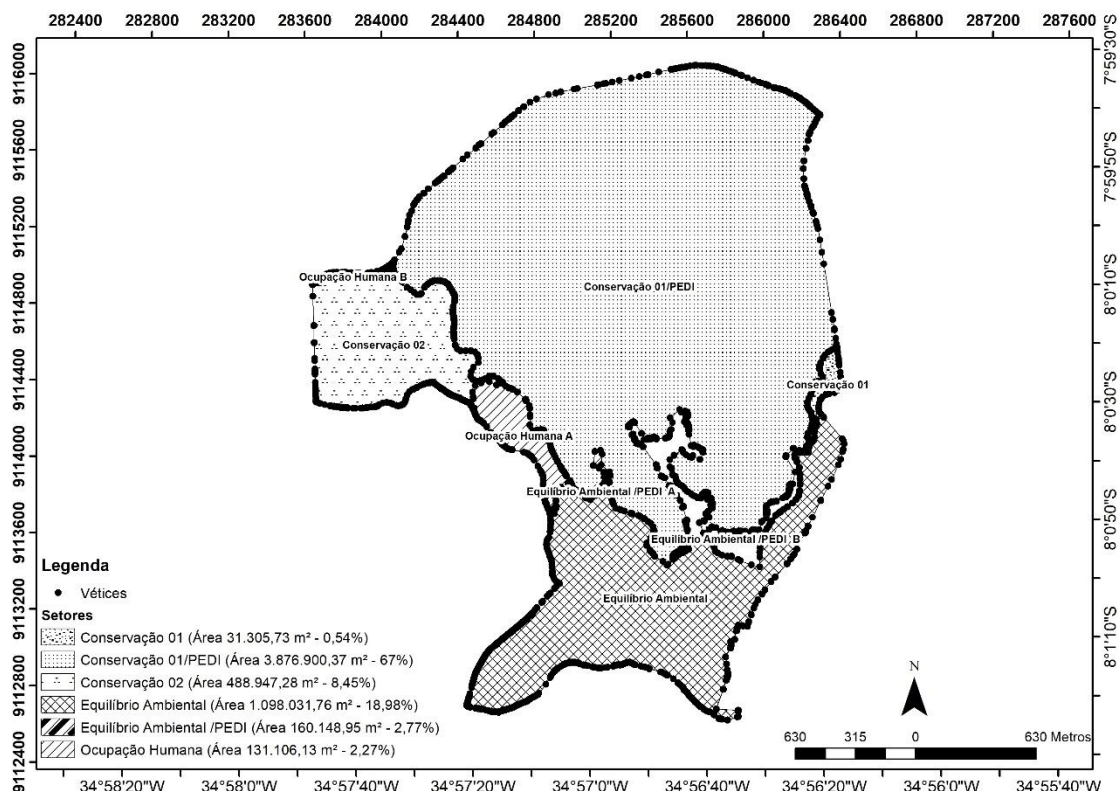 282400 282800 283200 283600 284000 284400 284800 285200 285600 286000 286400 286800 287200 287600
9116000
9115600
9115200
9114800
9114400
9114000
9113600
9113200
9112800
9112400
7°59'30"S
7°59'50"S
8°0'10"S
8°0'30"S
8°0'50"S
8°1'10"S
Ocupação Humana B
Conservação 01/PEDI
Conservação 02
Conservação 01
Ocupação Humana A
Equilíbrio Ambiental /PEDI A
Equilíbrio Ambiental /PEDI B
Equilíbrio Ambiental
Legenda
Vétices
Setores
Conservação 01 (Área 31.305,73 m² - 0,54%)
Conservação 01/PEDI (Área 3.876.900,37 m² - 67%)
Conservação 02 (Área 488.947,28 m² - 8,45%)
Equilíbrio Ambiental (Área 1.098.031,76 m² - 18,98%)
Equilíbrio Ambiental /PEDI (Área 160.148,95 m² - 2,77%)
Ocupação Humana (Área 131.106,13 m² - 2,27%)
N
630 315 0 630 Metros
34°58'20"W 34°58'0"W 34°57'40"W 34°57'20"W 34°57'0"W 34°56'40"W 34°56'20"W 34°56'0"W 34°55'40"W